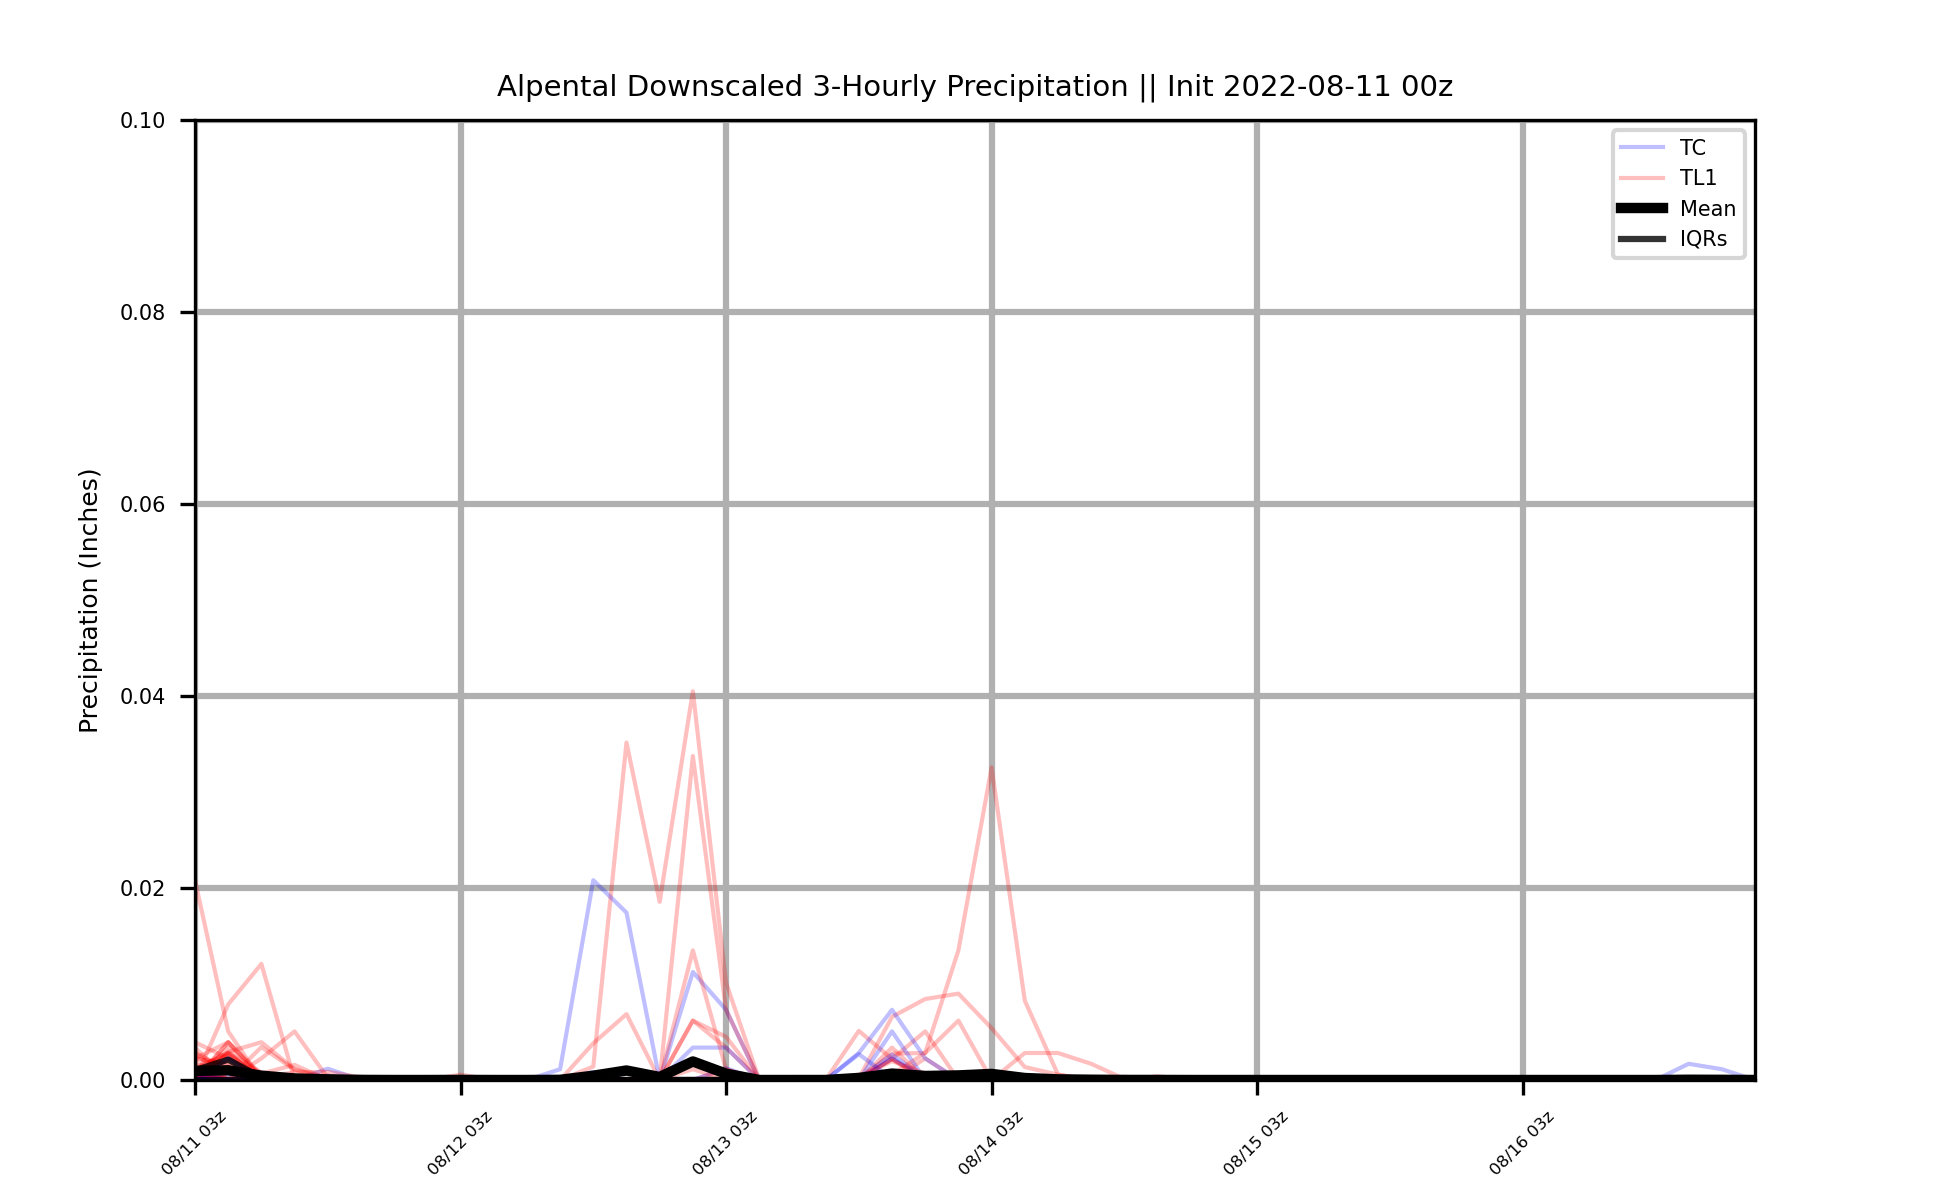 Alpental Downscaled 3-Hourly Precipitation || Init 2022-08-11 00z
Precipitation (Inches)
0.10
0.08
0.06
0.04
0.02
0.00
TC
TL1
Mean
IQRs
08/11 03z
08/12 03z
08/13 03z
08/14 03z
08/15 03z
08/16 03z